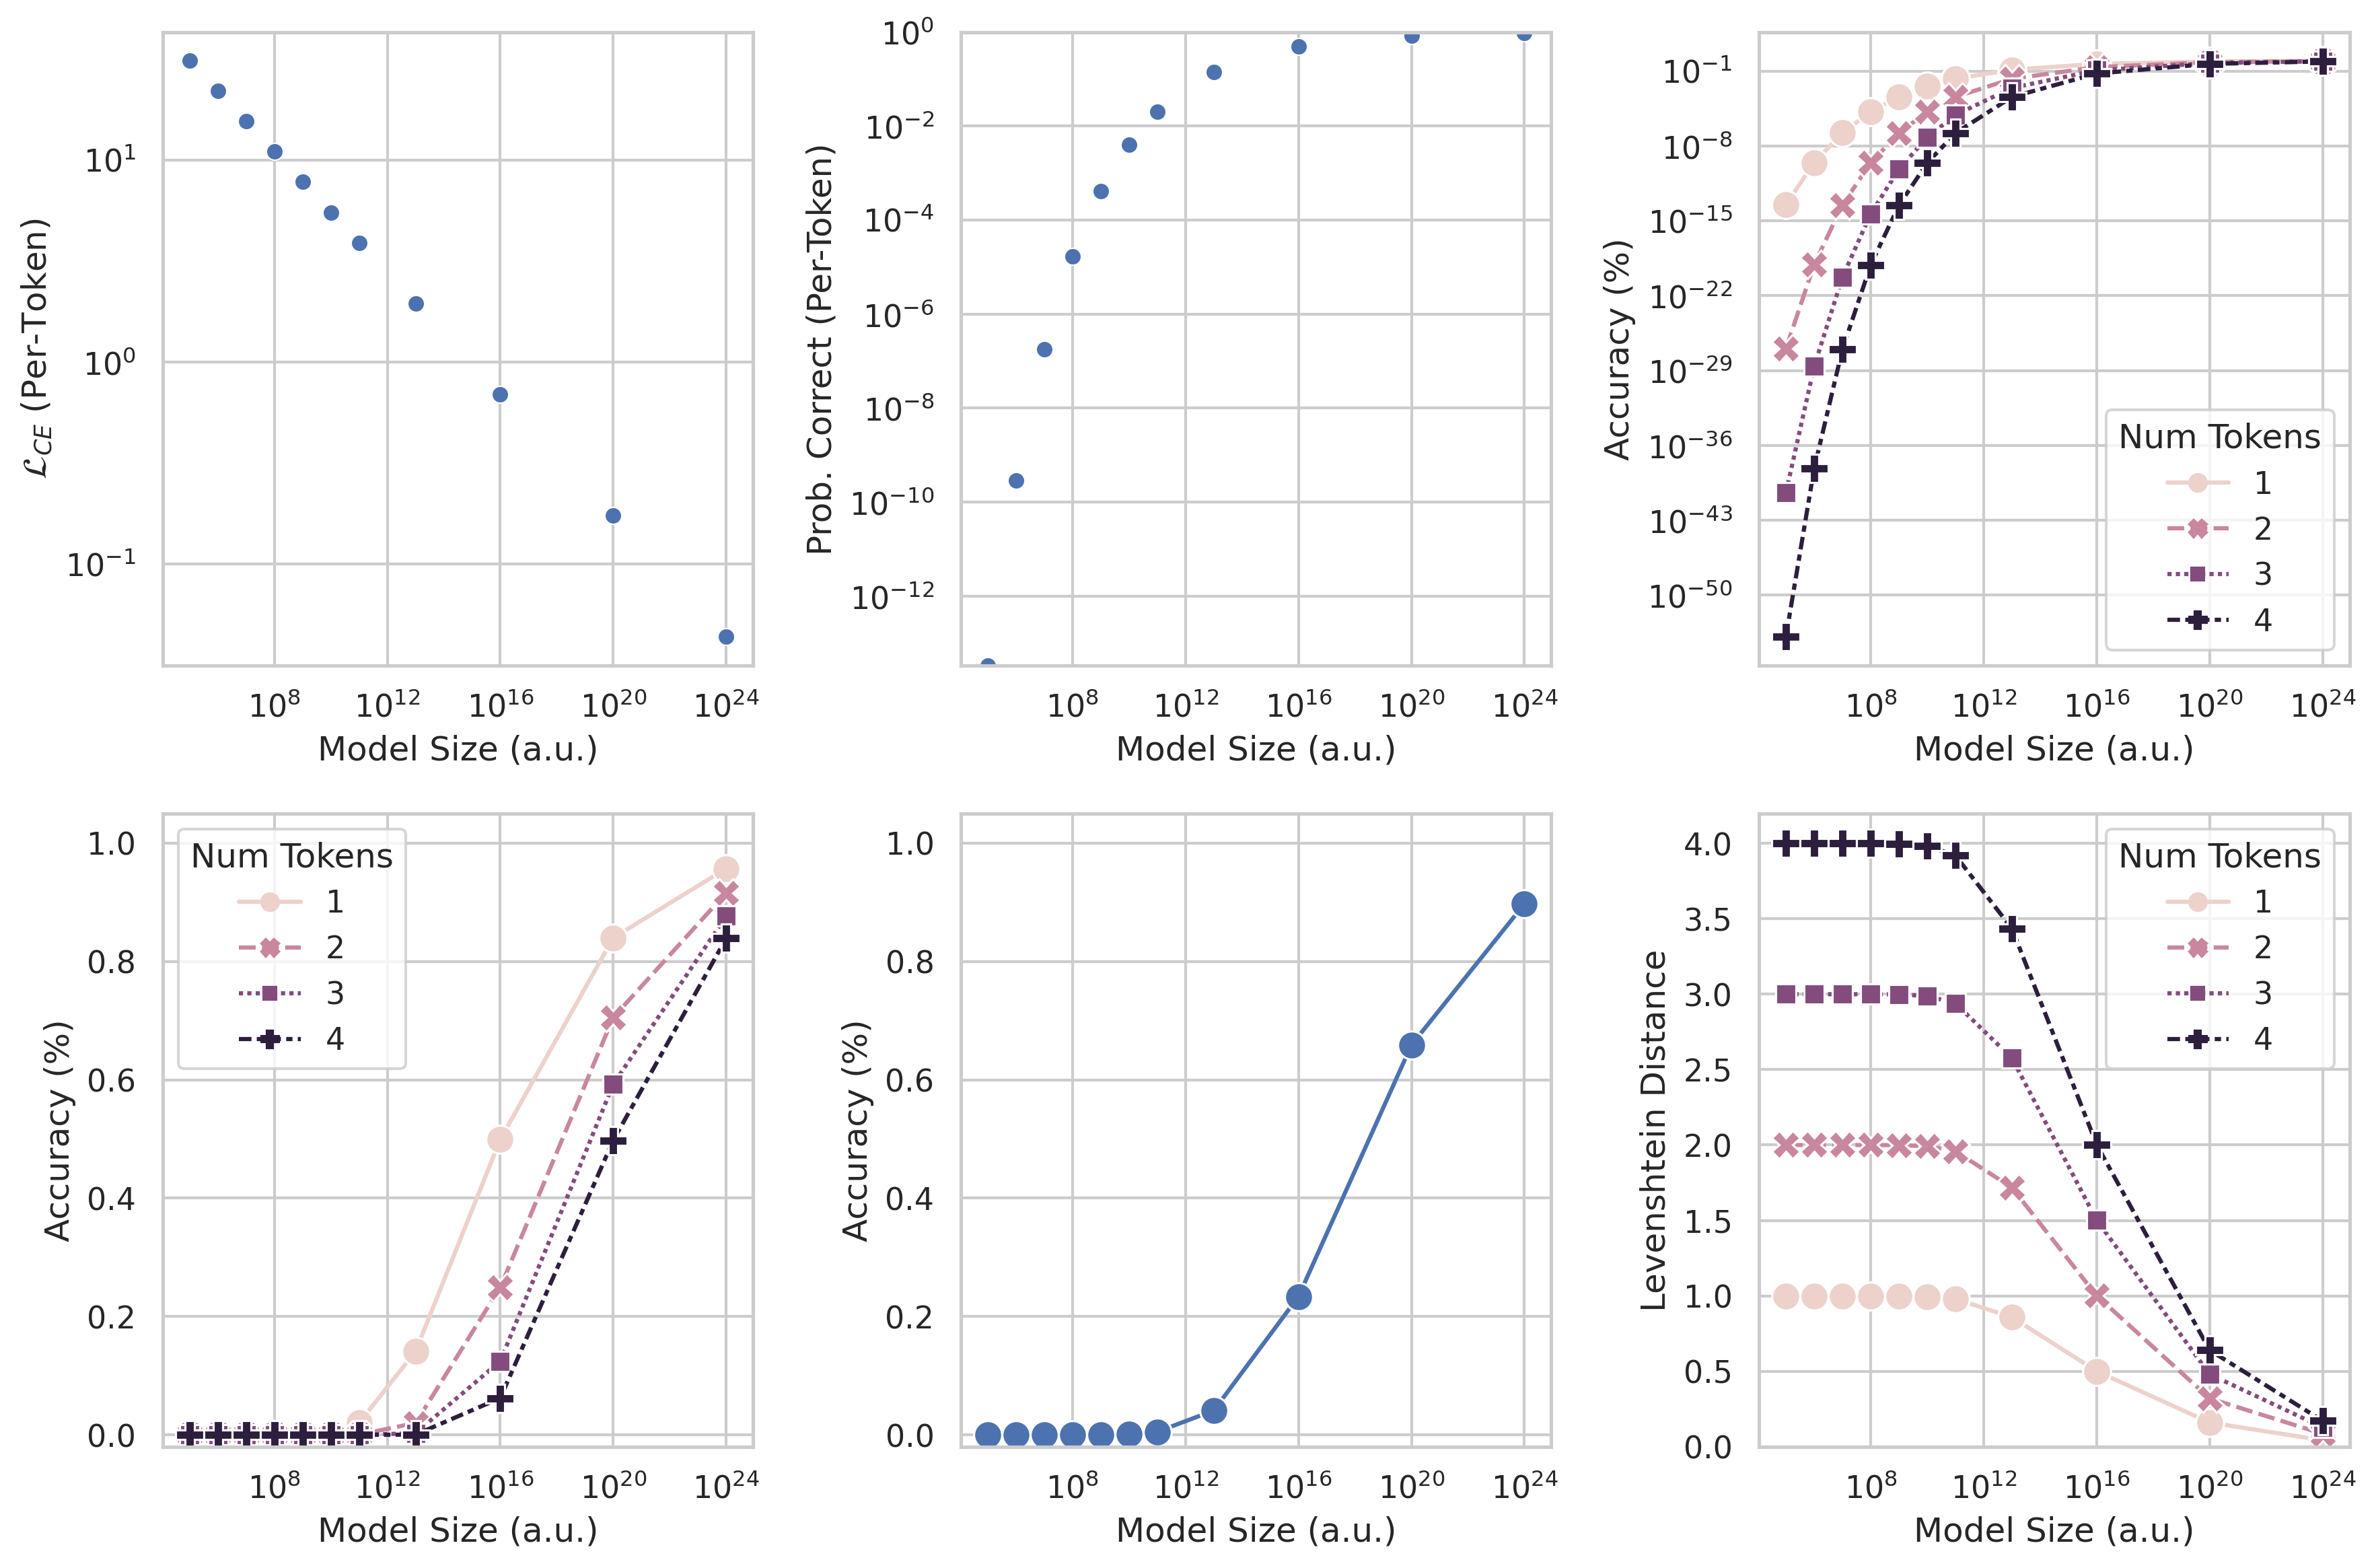 10^1
10^0
10^-1
ℒ_CE (Per-Token)
10^8 10^12 10^16 10^20 10^24
Model Size (a.u.)
10^0
10^-2
10^-4
10^-6
10^-8
10^-10
10^-12
Prob. Correct (Per-Token)
10^8 10^12 10^16 10^20 10^24
Model Size (a.u.)
10^-1
10^-8
10^-15
10^-22
10^-29
10^-36
10^-43
10^-50
Accuracy (%)
Num Tokens
1
2
3
4
10^8 10^12 10^16 10^20 10^24
Model Size (a.u.)
1.0
0.8
0.6
0.4
0.2
0.0
Accuracy (%)
Num Tokens
1
2
3
4
10^8 10^12 10^16 10^20 10^24
Model Size (a.u.)
1.0
0.8
0.6
0.4
0.2
0.0
Accuracy (%)
10^8 10^12 10^16 10^20 10^24
Model Size (a.u.)
4.0
3.5
3.0
2.5
2.0
1.5
1.0
0.5
0.0
Levenshtein Distance
Num Tokens
1
2
3
4
10^8 10^12 10^16 10^20 10^24
Model Size (a.u.)